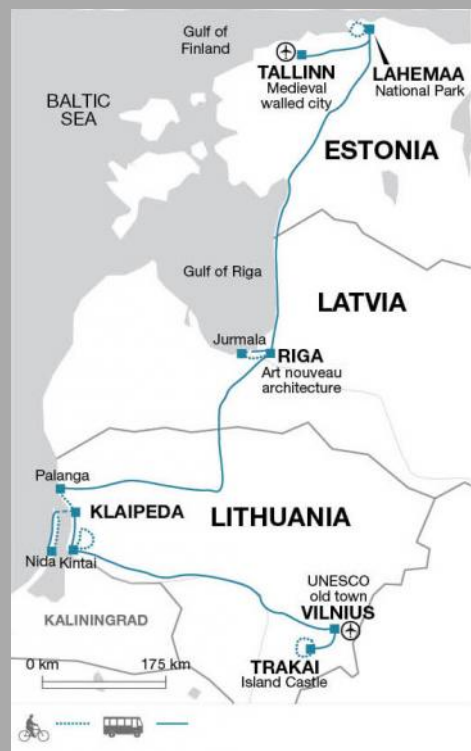 Gulf of
Finland
TALLINN
Medieval
walled city
LAHEMAA
National Park
BALTIC
SEA
ESTONIA
Gulf of Riga
LATVIA
Jurmala
RIGA
Art nouveau
architecture
Palanga
KLAIPEDA
LITHUANIA
Nida
Kintai
UNESCO
old town
VILNIUS
KALININGRAD
TRAKAI
Island Castle
0 km 175 km